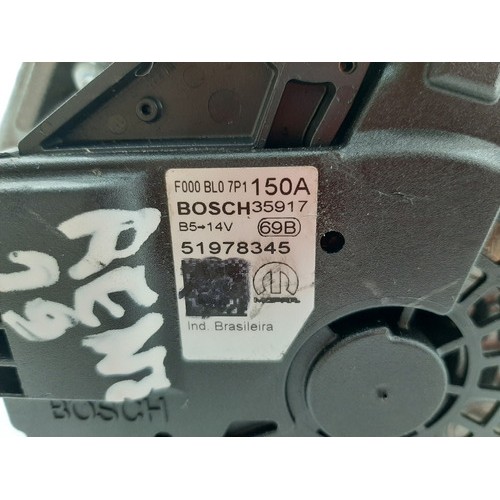 F000 BL0 7P1 150A
BOSCH 35917
B5→14V 69B
51978345
MOPAR
Ind. Brasileira
BOSCH